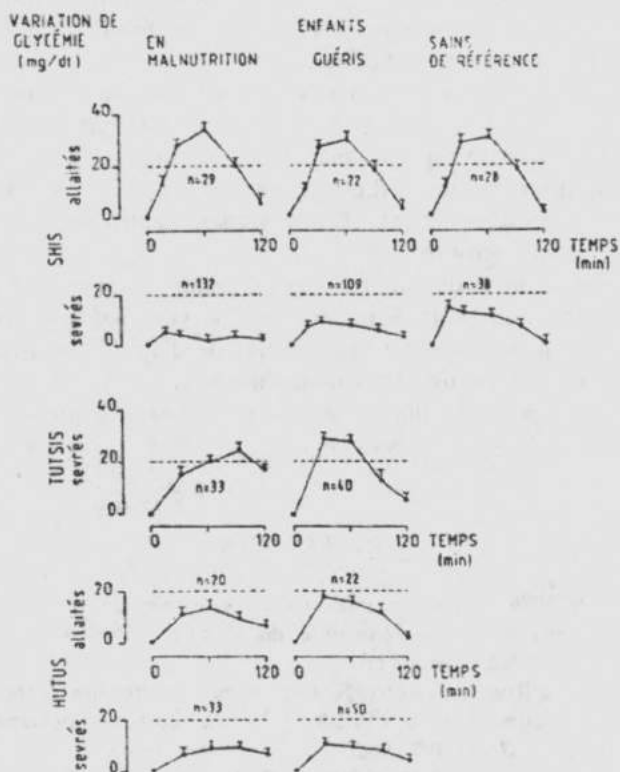 VARIATION DE
GLYCÉMIE
(mg/dl)
ENFANTS
EN
MALNUTRITION
GUÉRIS
SAINS
DE RÉFÉRENCE
SHIS
allaités
40
20
0
n=29
n=22
n=28
0 120
0 120
0 120
TEMPS
(min)
sevrés
20
0
n=132
n=109
n=38
TUTSIS
sevrés
40
20
0
n=33
n=40
0 120
0 120
TEMPS
(min)
HUTUS
allaités
20
0
n=20
n=22
0 120
0 120
TEMPS
(min)
sevrés
20
0
n=33
n=50